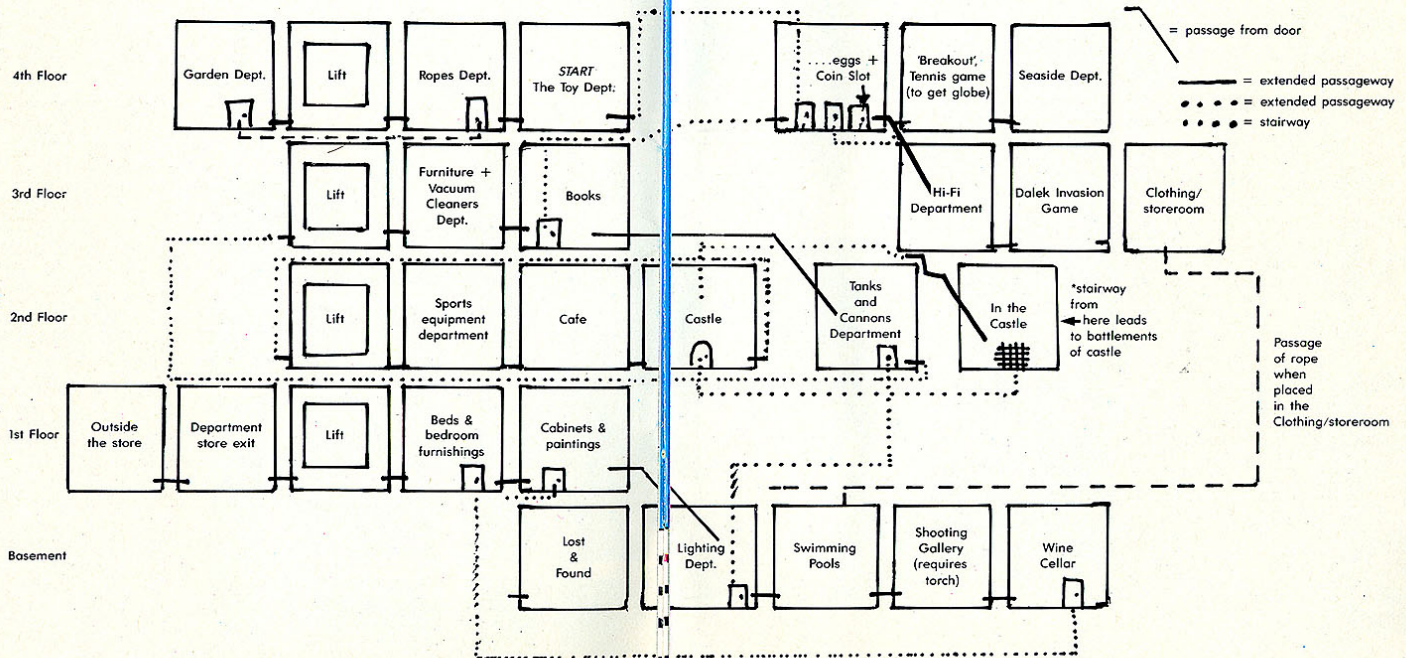 4th Floor
Garden Dept.
Lift
Ropes Dept.
START
The Toy Dept.
....eggs +
Coin Slot
'Breakout',
Tennis game
(to get globe)
Seaside Dept.
= passage from door
= extended passageway
= extended passageway
= stairway
3rd Floor
Lift
Furniture +
Vacuum
Cleaners
Dept.
Books
Hi-Fi
Department
Dalek Invasion
Game
Clothing/
storeroom
2nd Floor
Lift
Sports
equipment
department
Cafe
Castle
Tanks
and
Cannons
Department
In the
Castle
*stairway
from
here leads
to battlements
of castle
Passage
of rope
when
placed
in the
Clothing/storeroom
1st Floor
Outside
the store
Department
store exit
Lift
Beds &
bedroom
furnishings
Cabinets &
paintings
Basement
Lost
&
Found
Lighting
Dept.
Swimming
Pools
Shooting
Gallery
(requires
torch)
Wine
Cellar